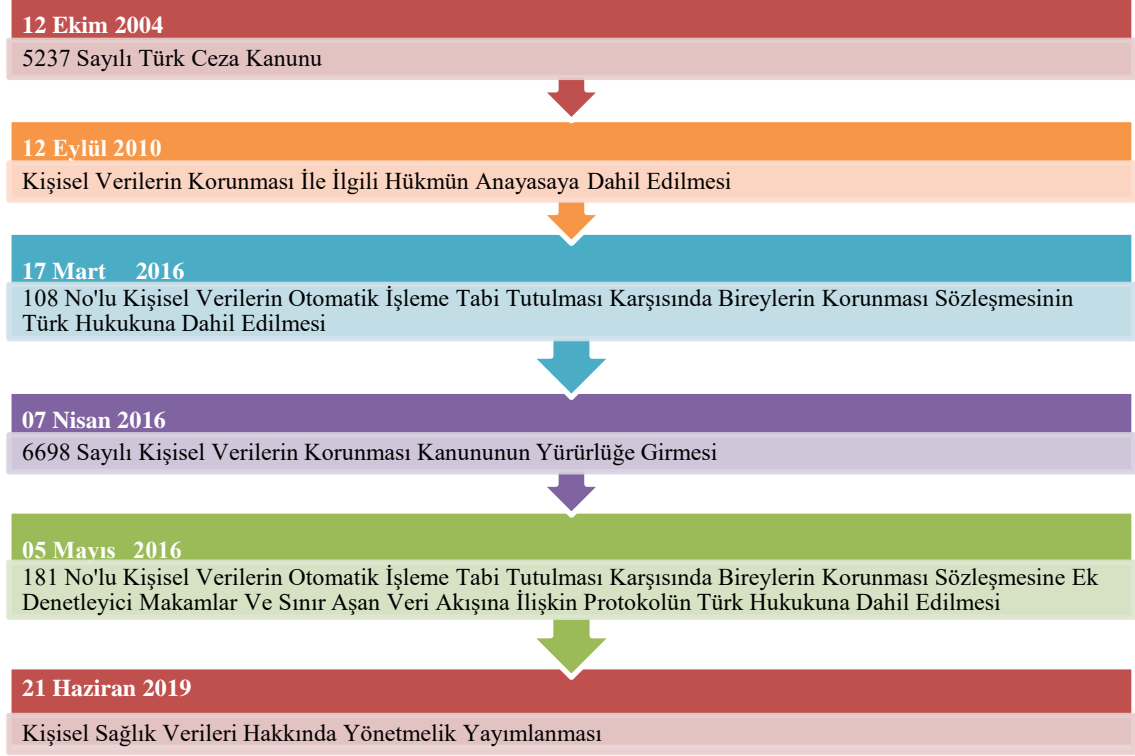 12 Ekim 2004
5237 Sayılı Türk Ceza Kanunu
12 Eylül 2010
Kişisel Verilerin Korunması İle İlgili Hükmün Anayasaya Dahil Edilmesi
17 Mart 2016
108 No'lu Kişisel Verilerin Otomatik İşleme Tabi Tutulması Karşısında Bireylerin Korunması Sözleşmesinin
Türk Hukukuna Dahil Edilmesi
07 Nisan 2016
6698 Sayılı Kişisel Verilerin Korunması Kanununun Yürürlüğe Girmesi
05 Mayıs 2016
181 No'lu Kişisel Verilerin Otomatik İşleme Tabi Tutulması Karşısında Bireylerin Korunması Sözleşmesine Ek
Denetleyici Makamlar Ve Sınır Aşan Veri Akışına İlişkin Protokolün Türk Hukukuna Dahil Edilmesi
21 Haziran 2019
Kişisel Sağlık Verileri Hakkında Yönetmelik Yayımlanması